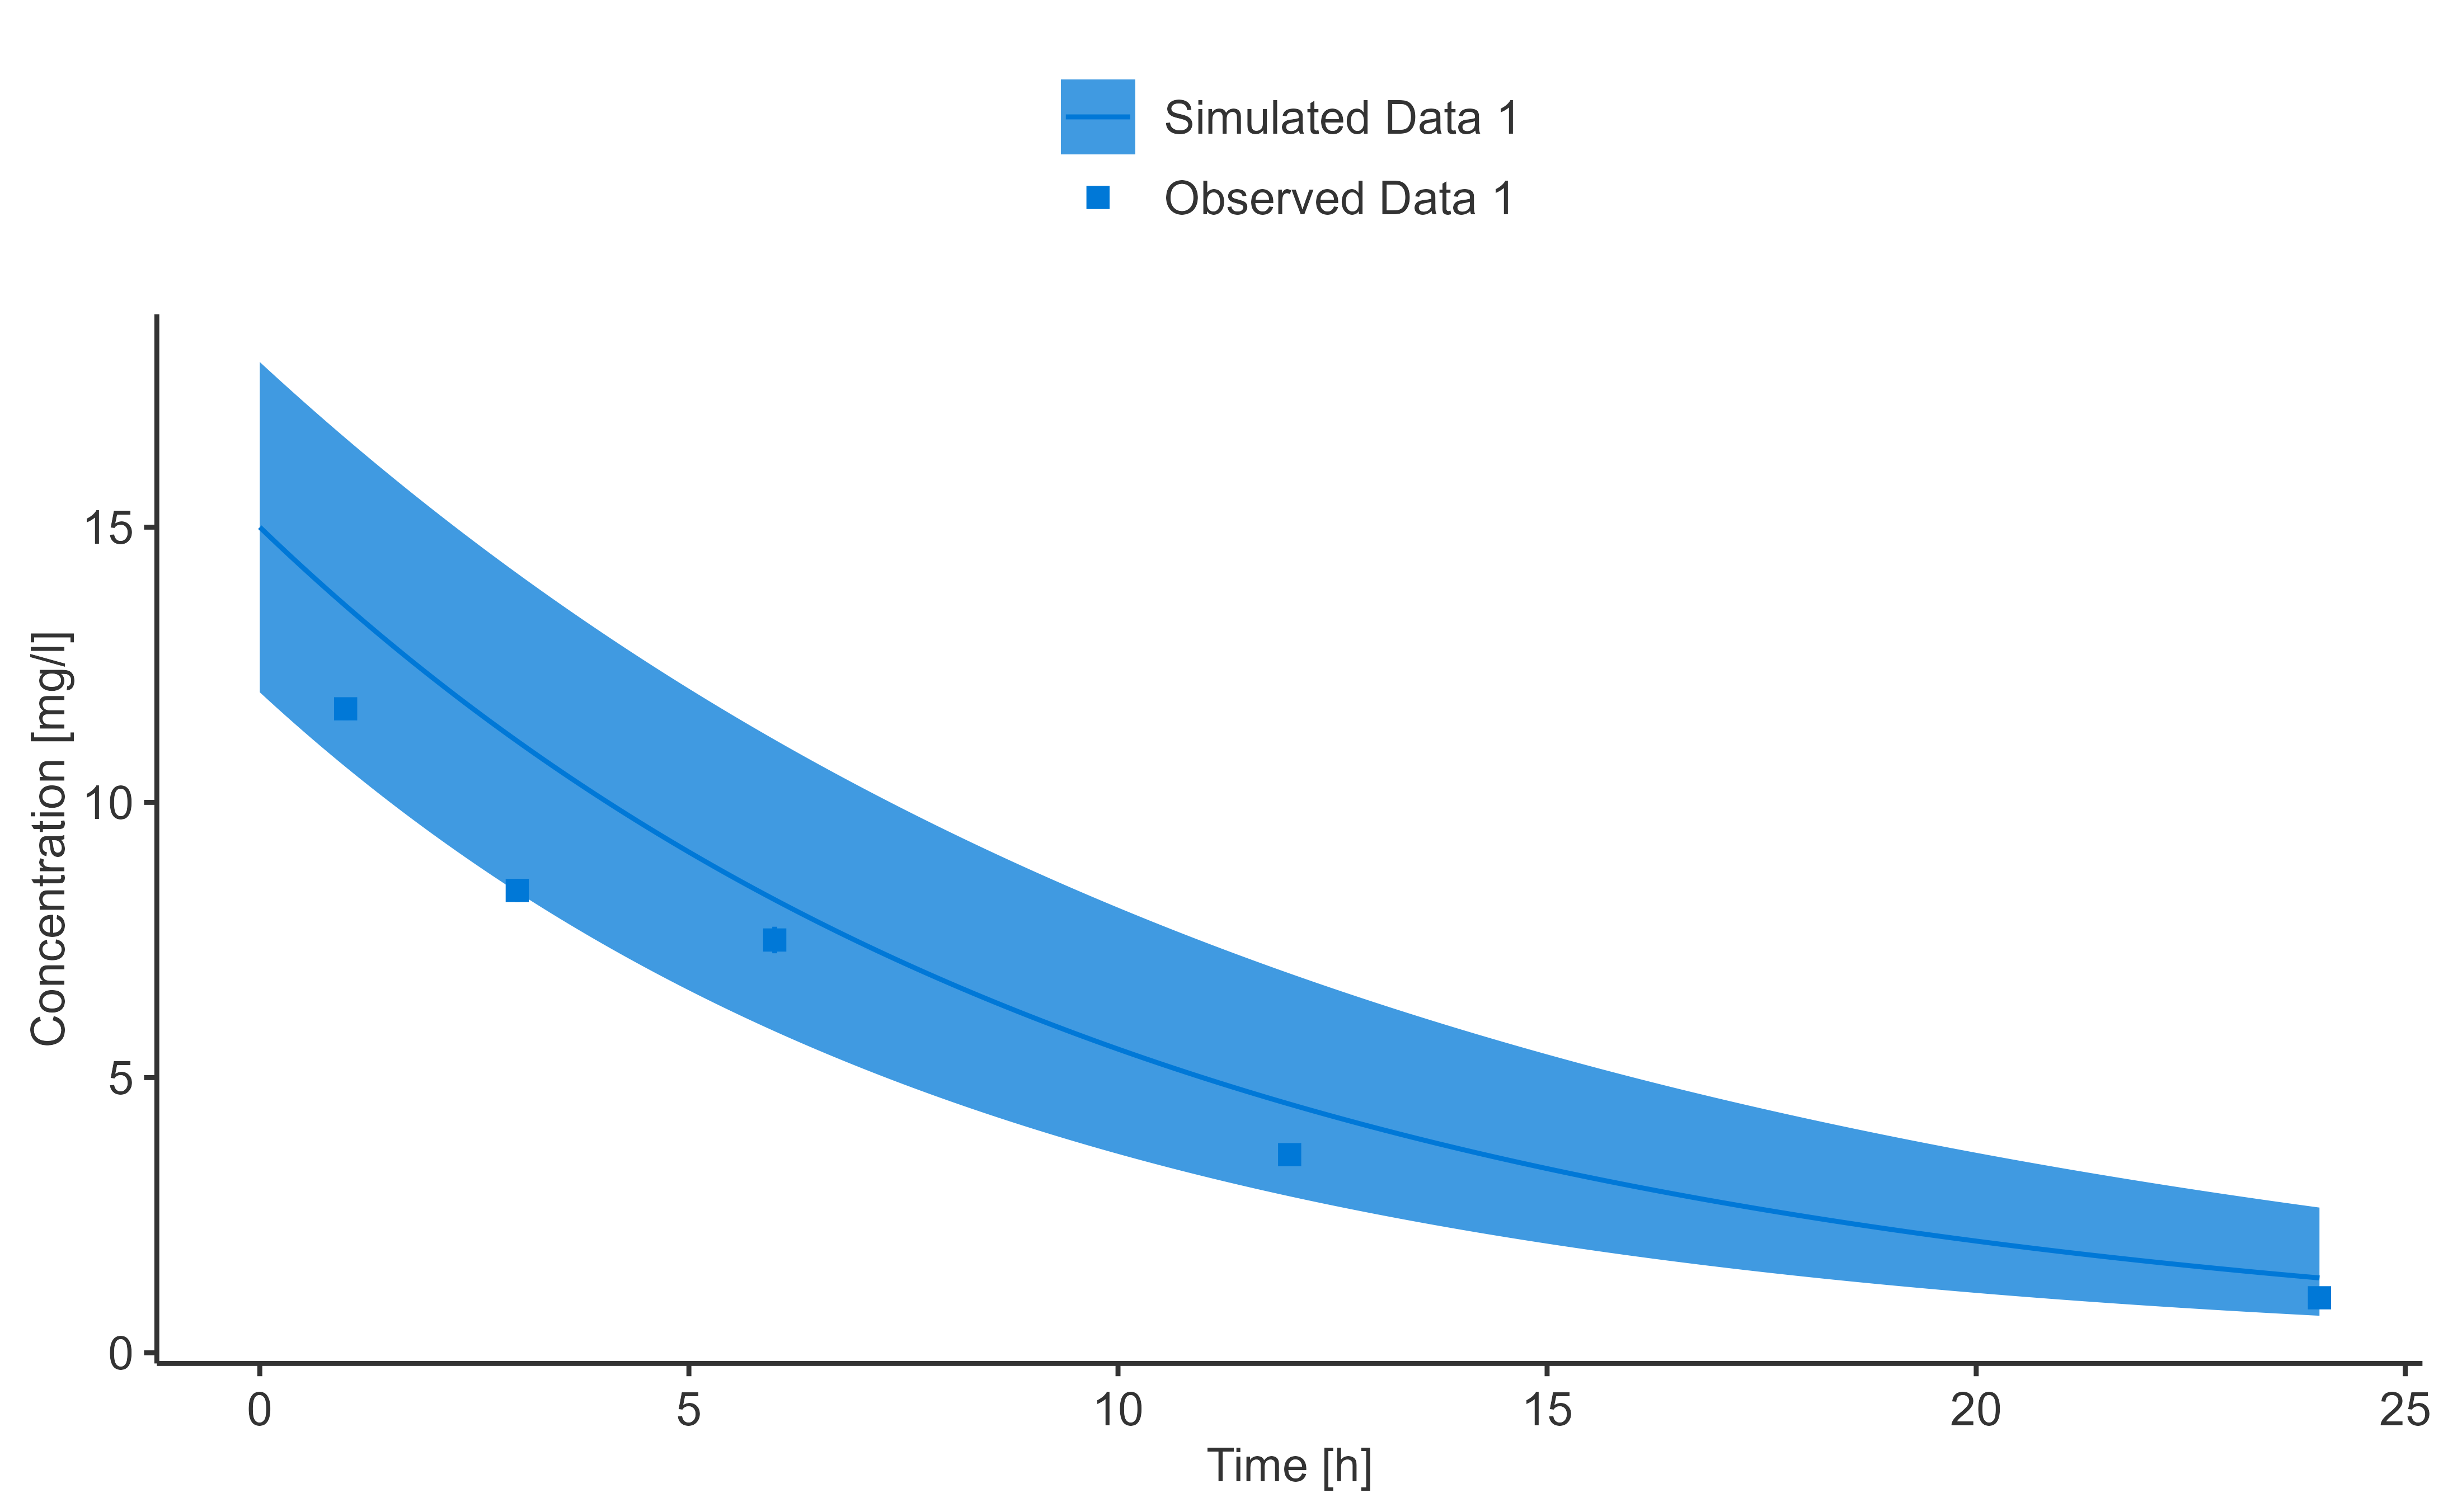 Simulated Data 1
Observed Data 1
15
10
5
0
Concentration [mg/l]
0 5 10 15 20 25
Time [h]